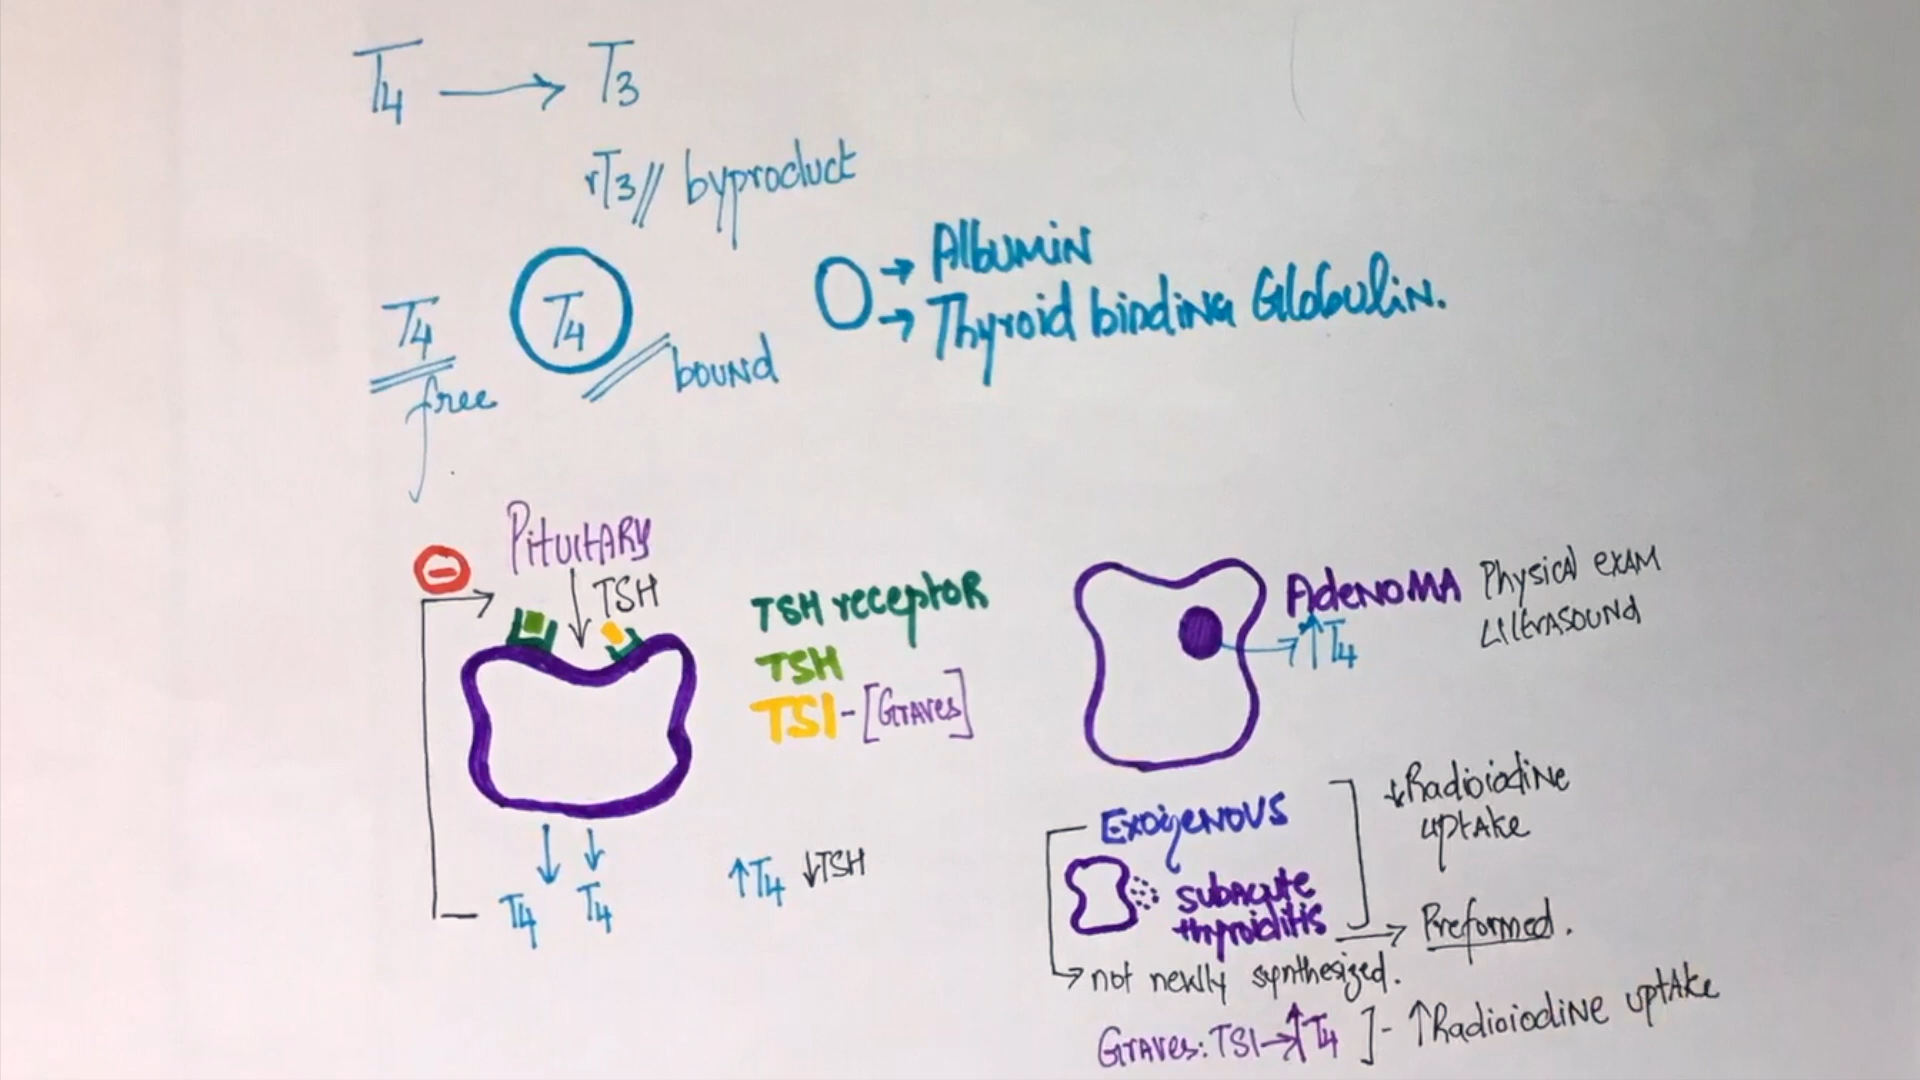 T4 → T3
rT3// byproduct
T4 free
T4 bound
O → Albumin
→ Thyroid binding Globulin.
Pituitary
TSH
TSH receptor
TSH
TSI - [Graves]
T4 T4
↑T4 ↓TSH
Adenoma Physical exam
Ultrasound
↑T4
Exogenous
subacute
thyroiditis
↓Radioiodine
uptake
→ Preformed.
→ not newly synthesized.
Graves: TSI→↑T4 ] - ↑Radioiodine uptake